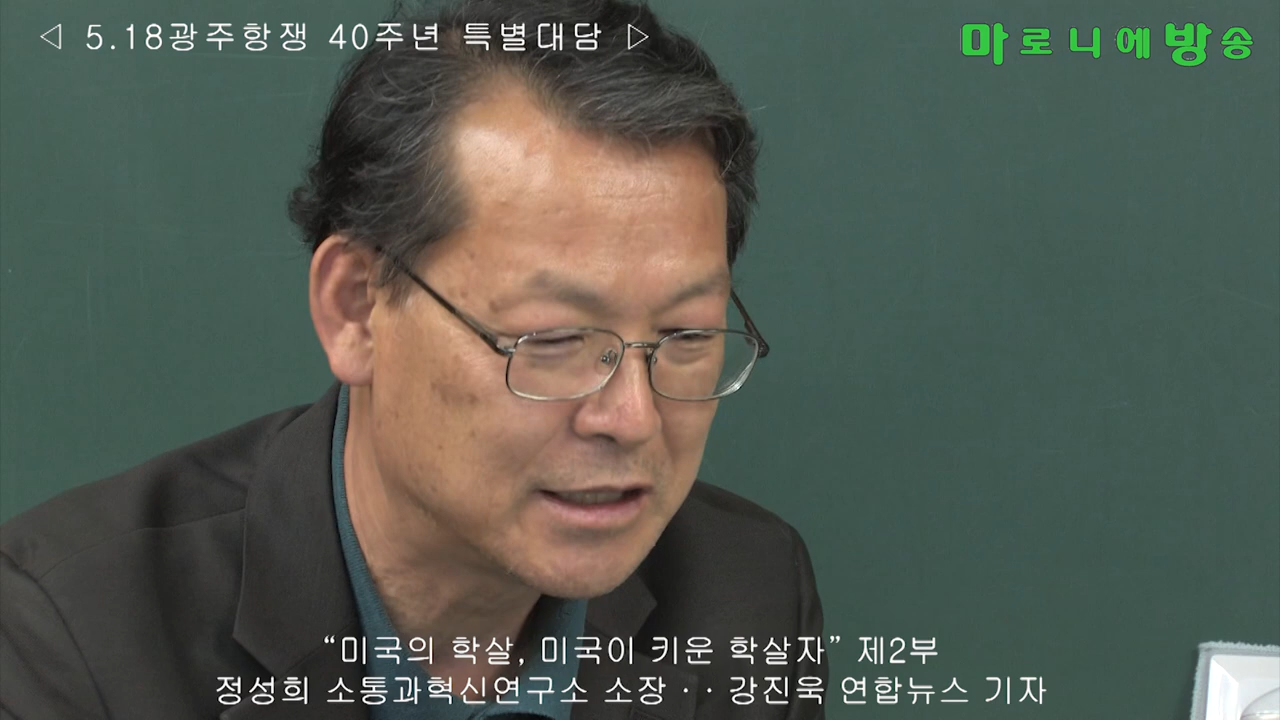 ◁ 5.18광주항쟁 40주년 특별대담 ▷
마로니에방송
“미국의 학살, 미국이 키운 학살자” 제2부
정성희 소통과혁신연구소 소장 ·· 강진욱 연합뉴스 기자